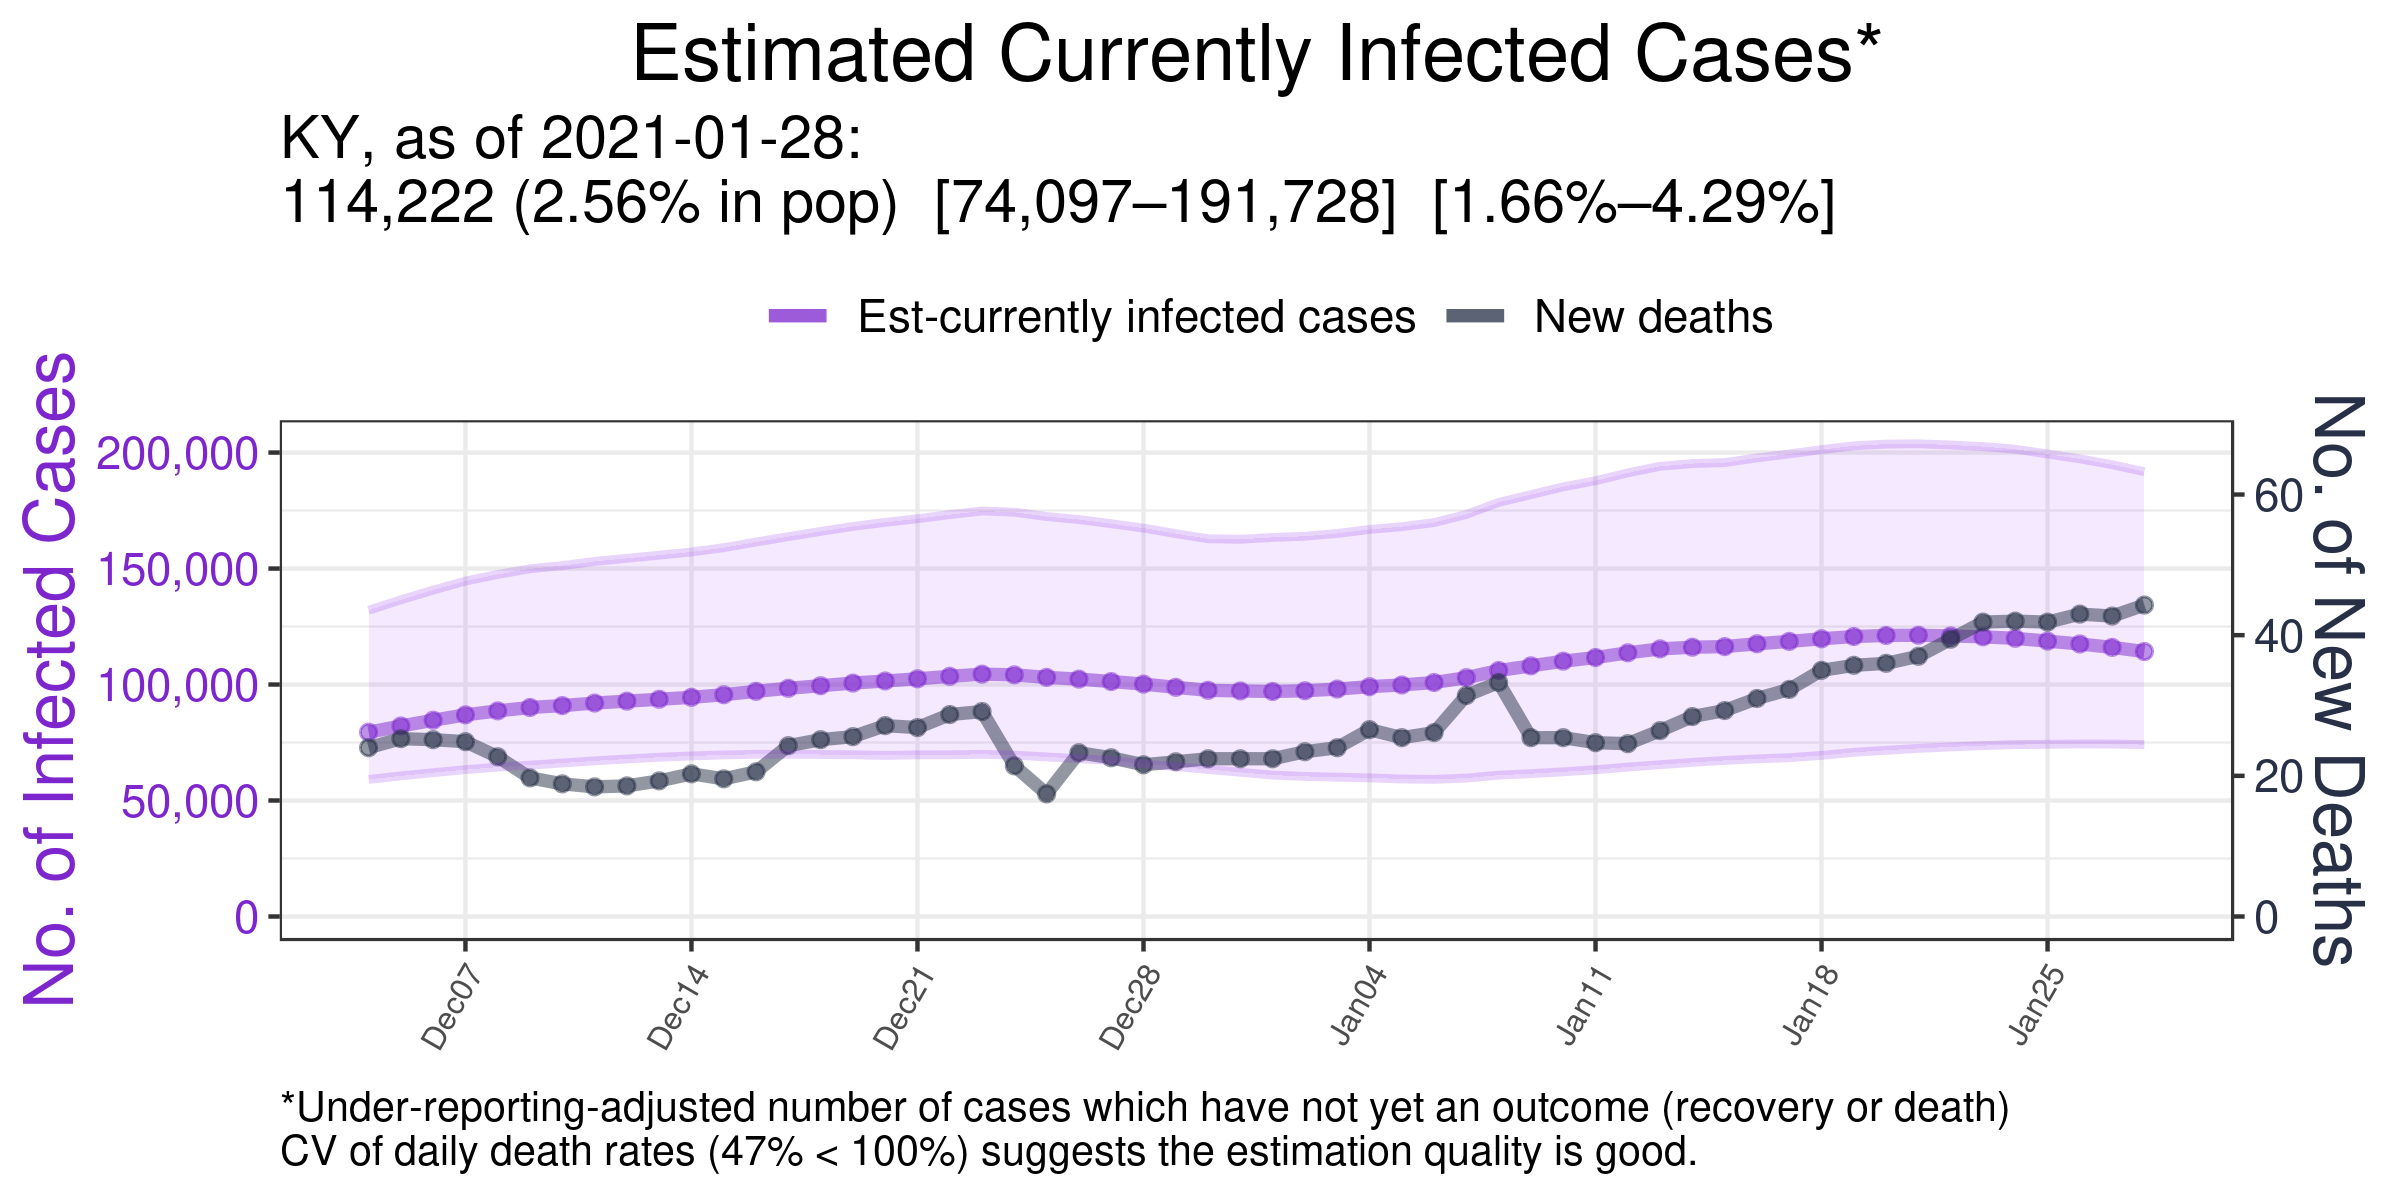 Estimated Currently Infected Cases*
KY, as of 2021-01-28:
114,222 (2.56% in pop)  [74,097–191,728]  [1.66%–4.29%]
Est-currently infected cases
New deaths
No. of Infected Cases
200,000
150,000
100,000
50,000
0
60
40
20
0
No. of New Deaths
Dec07
Dec14
Dec21
Dec28
Jan04
Jan11
Jan18
Jan25
*Under-reporting-adjusted number of cases which have not yet an outcome (recovery or death)
CV of daily death rates (47% < 100%) suggests the estimation quality is good.